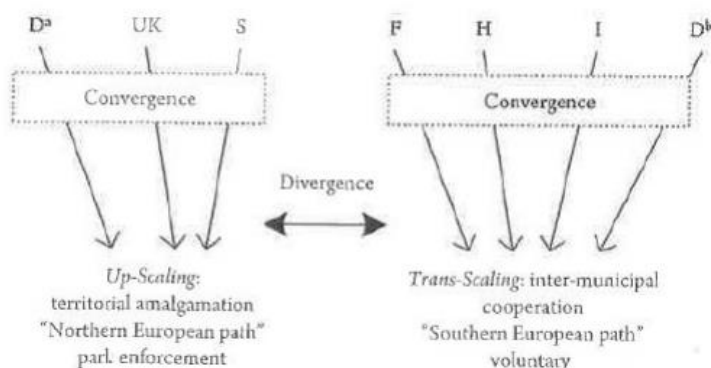 Dᵃ UK S
F H I Dᵇ
Convergence
Convergence
Divergence
Up-Scaling:
territorial amalgamation
"Northern European path"
parl. enforcement
Trans-Scaling: inter-municipal
cooperation
"Southern European path"
voluntary